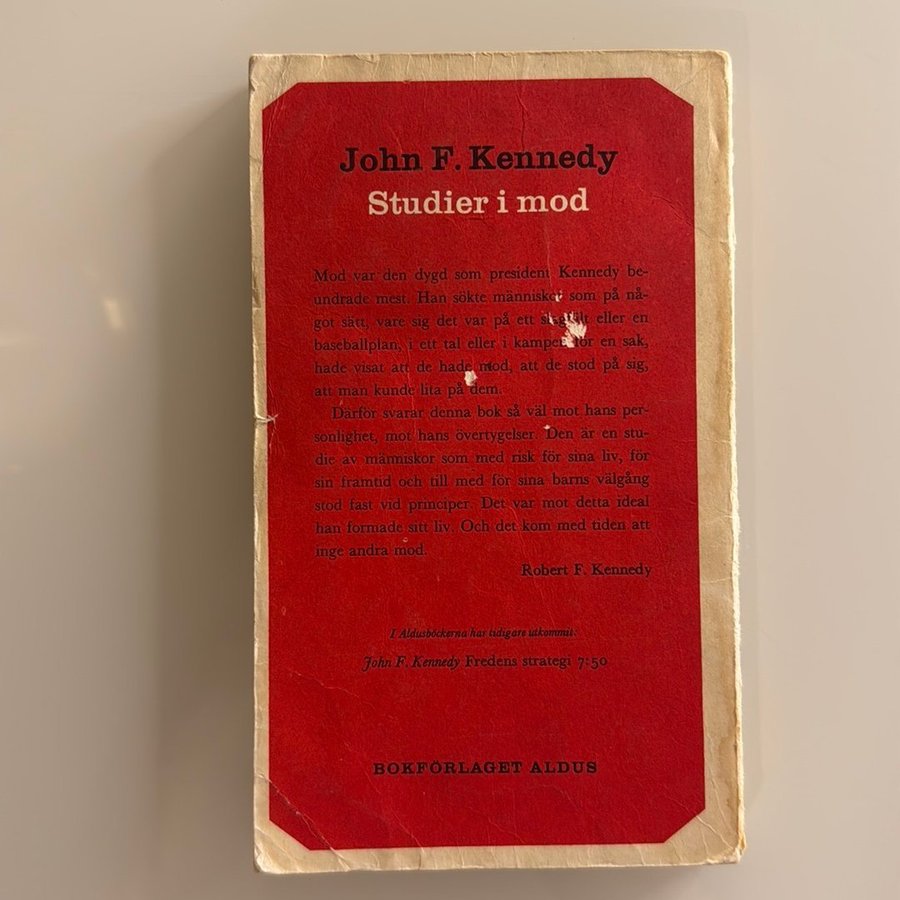 John F. Kennedy
Studier i mod
Mod var den dygd som president Kennedy be-
undrade mest. Han sökte människor som på nå-
got sätt, vare sig det var på ett slagfält eller en
baseballplan, i ett tal eller i kampen för en sak,
hade visat att de hade mod, att de stod på sig,
att man kunde lita på dem.
Därför svarar denna bok så väl mot hans per-
sonlighet, mot hans övertygelser. Den är en stu-
die av människor som med risk för sina liv, för
sin framtid och till med för sina barns välgång
stod fast vid principer. Det var mot detta ideal
han formade sitt liv. Och det kom med tiden att
inge andra mod.
Robert F. Kennedy
I Aldusböckerna har tidigare utkommit:
John F. Kennedy Fredens strategi 7:50
BOKFÖRLAGET ALDUS